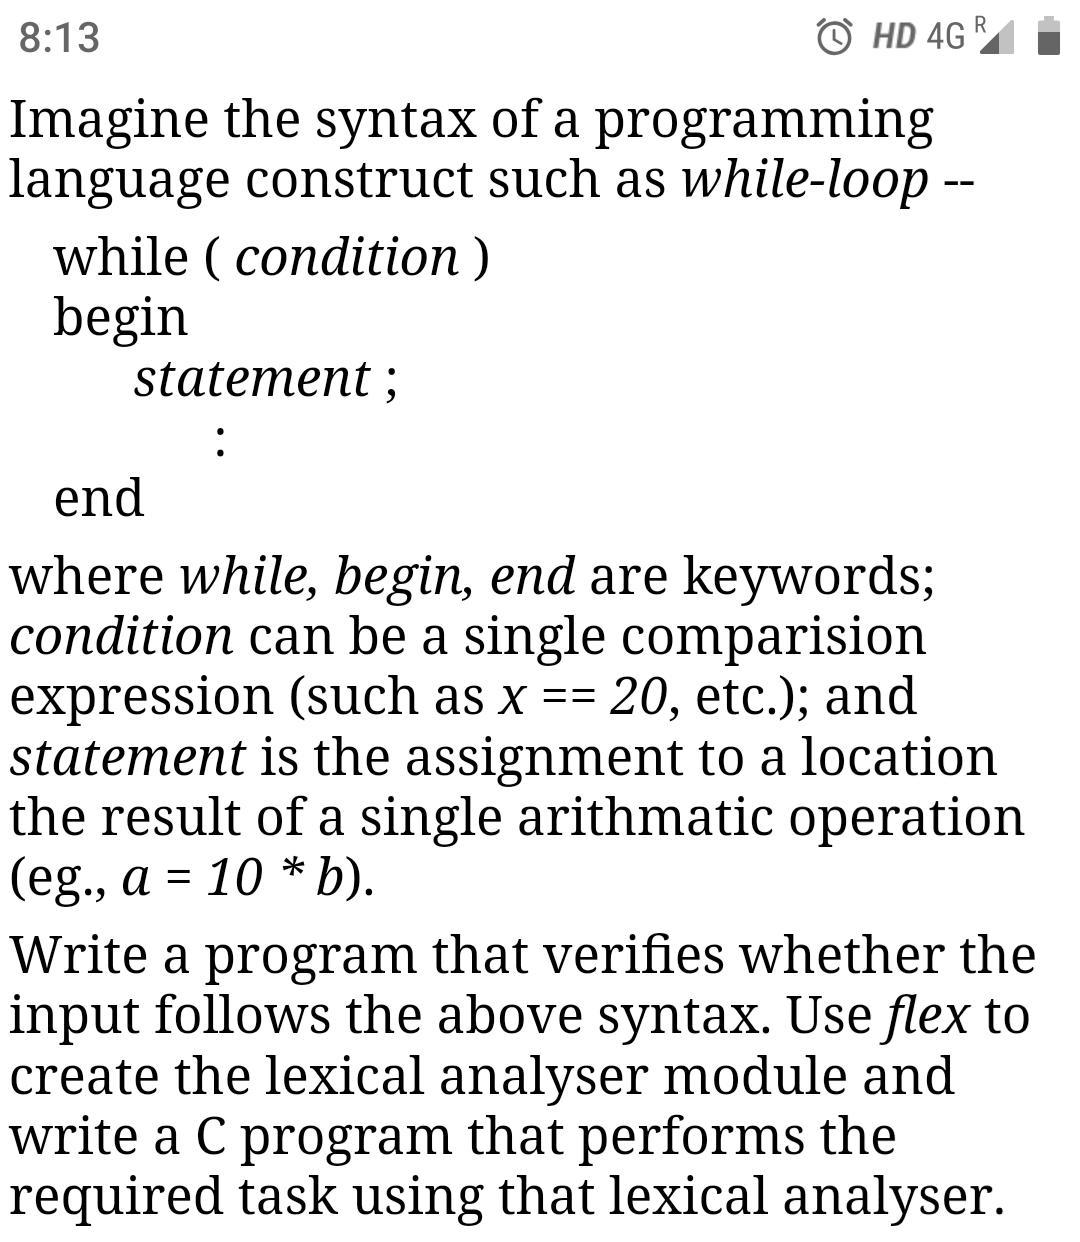 8:13
HD 4G R
Imagine the syntax of a programming
language construct such as while-loop --
while ( condition )
begin
statement ;
:
end
where while, begin, end are keywords;
condition can be a single comparision
expression (such as x == 20, etc.); and
statement is the assignment to a location
the result of a single arithmatic operation
(eg., a = 10 * b).
Write a program that verifies whether the
input follows the above syntax. Use flex to
create the lexical analyser module and
write a C program that performs the
required task using that lexical analyser.